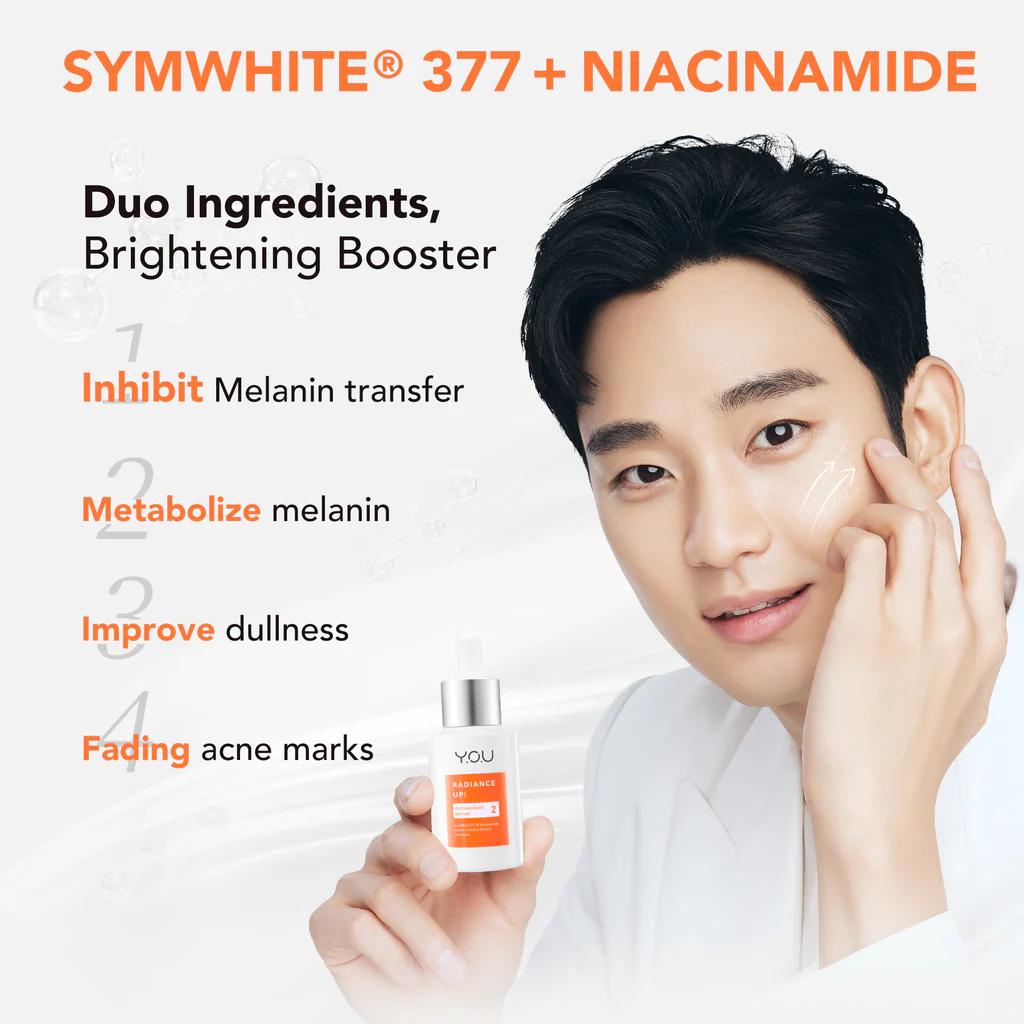 SYMWHITE® 377 + NIACINAMIDE
Duo Ingredients,
Brightening Booster
1
Inhibit Melanin transfer
2
Metabolize melanin
3
Improve dullness
4
Fading acne marks
Y.O.U
RADIANCE
UP!
Antioxidant
Serum 2